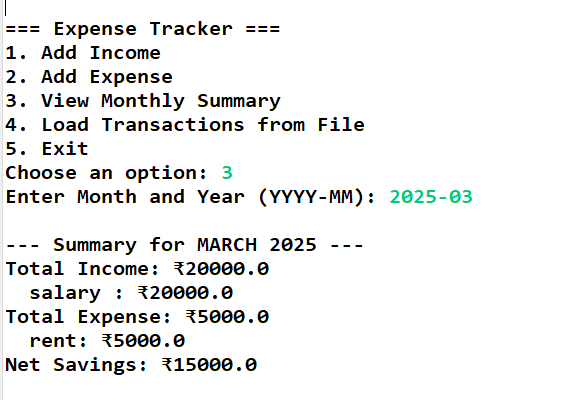 === Expense Tracker ===
1. Add Income
2. Add Expense
3. View Monthly Summary
4. Load Transactions from File
5. Exit
Choose an option: 3
Enter Month and Year (YYYY-MM): 2025-03
--- Summary for MARCH 2025 ---
Total Income: ₹20000.0
  salary : ₹20000.0
Total Expense: ₹5000.0
  rent: ₹5000.0
Net Savings: ₹15000.0